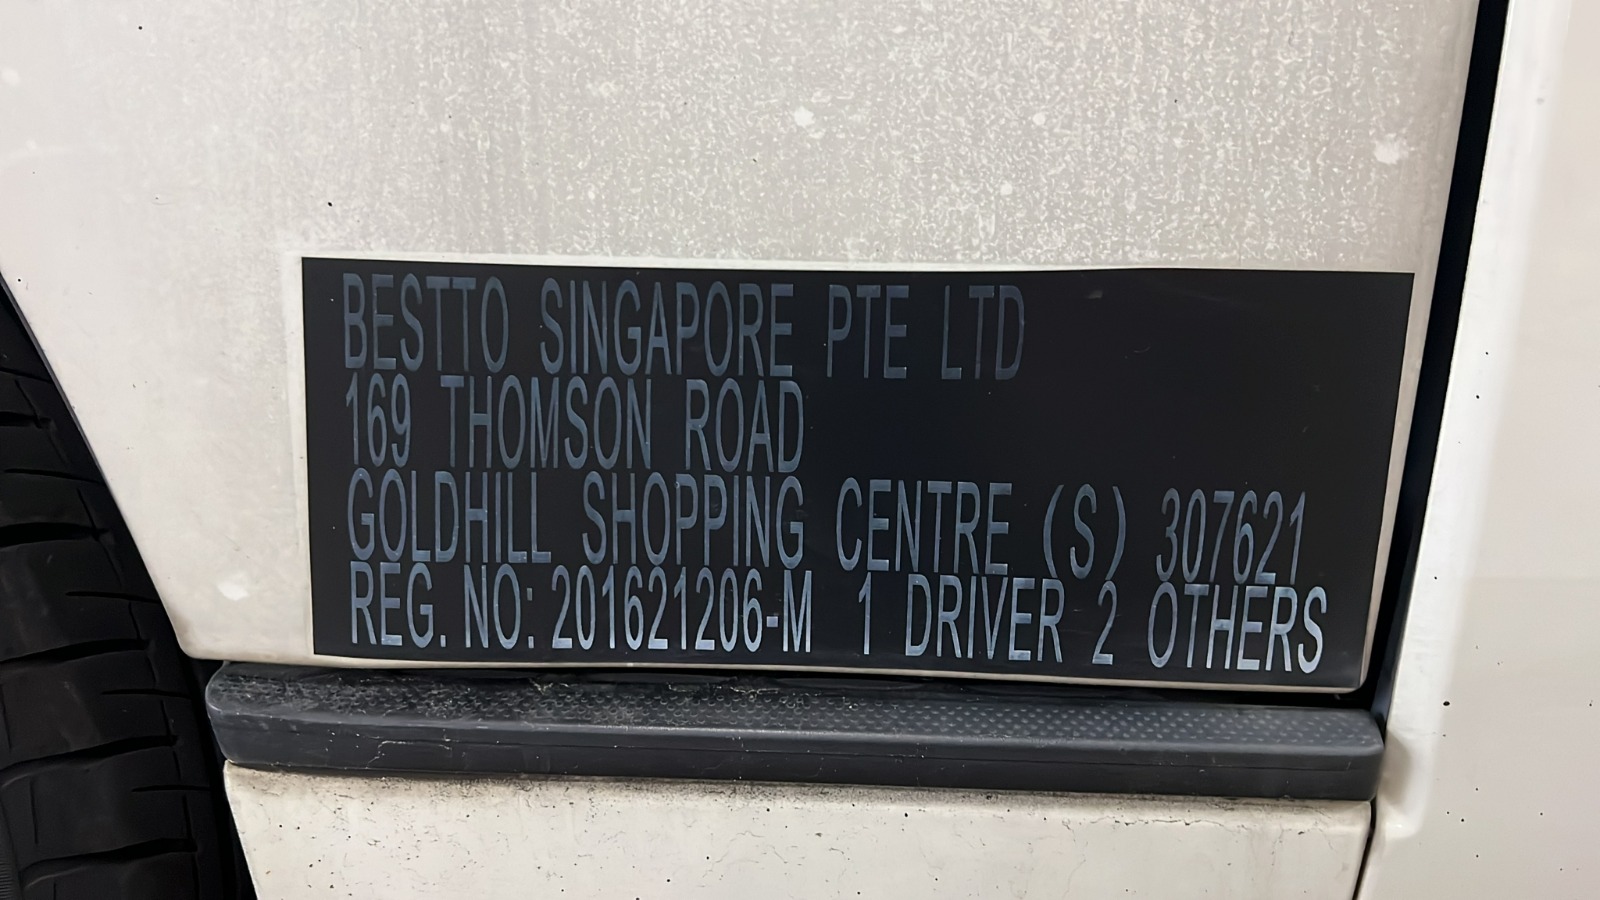 BESTTO SINGAPORE PTE LTD
169 THOMSON ROAD
GOLDHILL SHOPPING CENTRE (S) 307621
REG. NO: 201621206-M 1 DRIVER 2 OTHERS